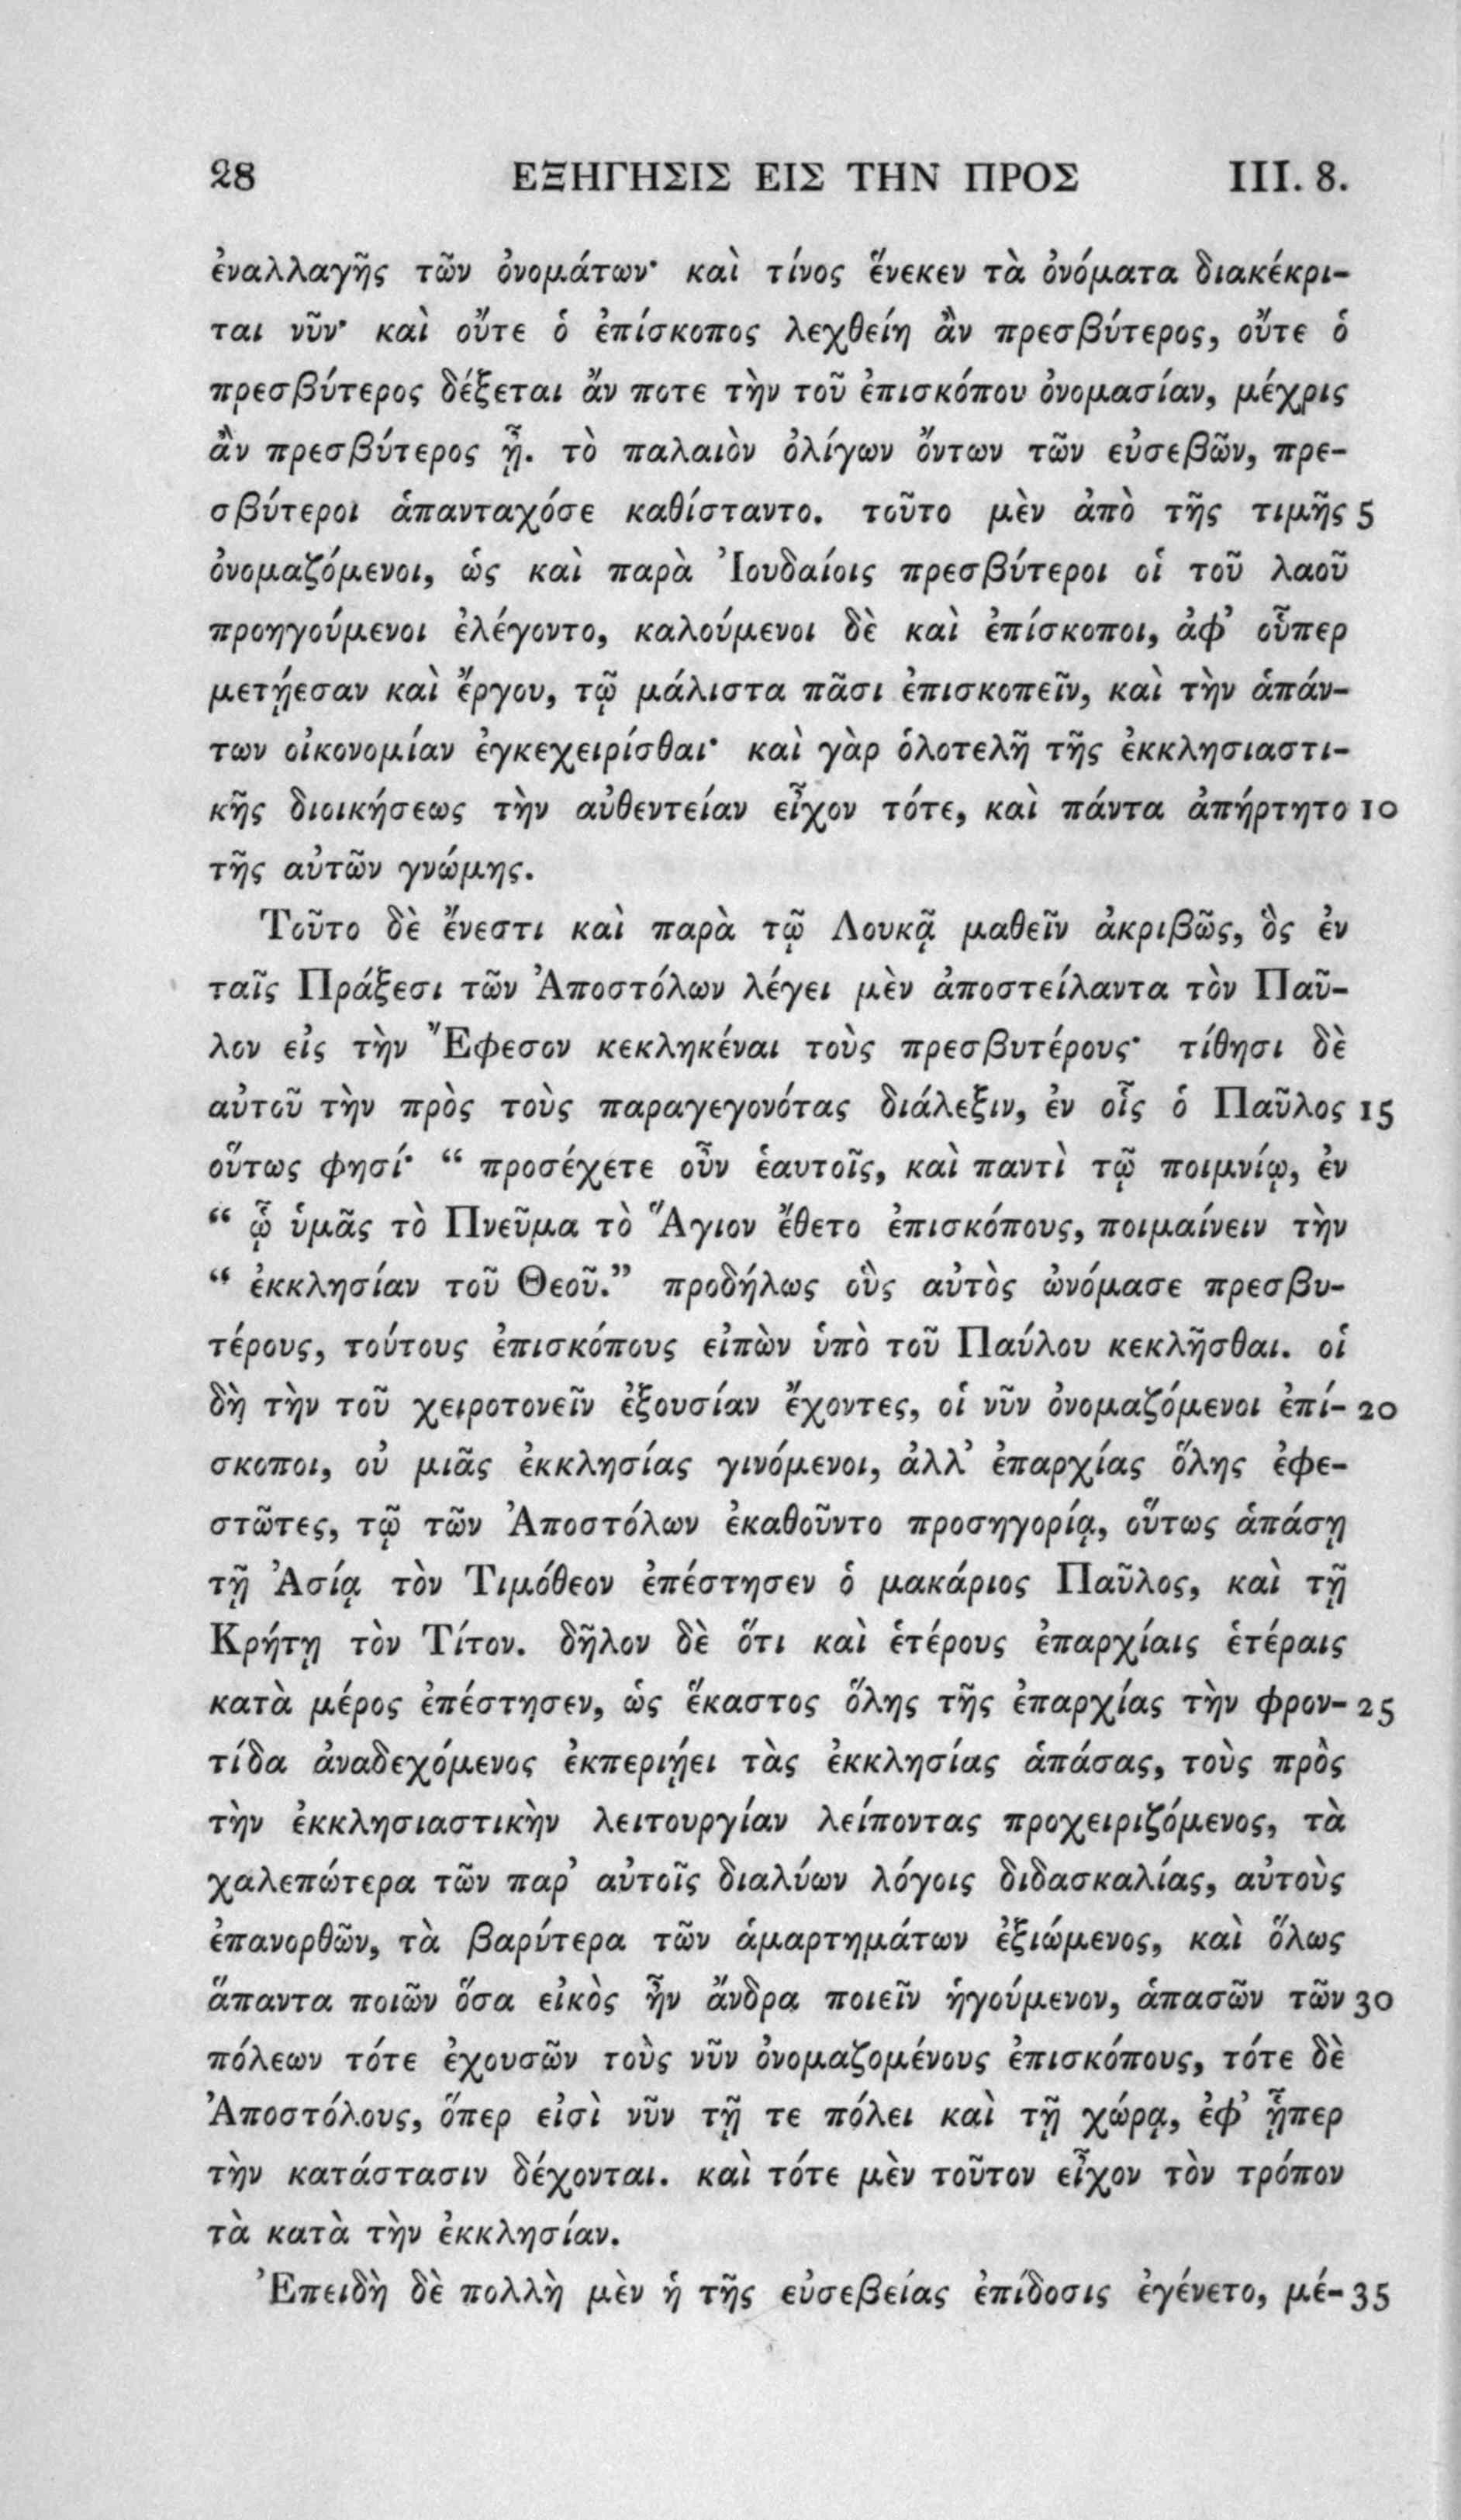 28 ΕΞΗΓΗΣΙΣ ΕΙΣ ΤΗΝ ΠΡΟΣ III. 8.
ἐναλλαγῆς τῶν ὀνομάτων· καὶ τίνος ἕνεκεν τὰ ὀνόματα διακέκρι-
ται νῦν· καὶ οὔτε ὁ ἐπίσκοπος λεχθείη ἂν πρεσβύτερος, οὔτε ὁ
πρεσβύτερος δέξεται ἄν ποτε τὴν τοῦ ἐπισκόπου ὀνομασίαν, μέχρις
ἂν πρεσβύτερος ᾖ. τὸ παλαιὸν ὀλίγων ὄντων τῶν εὐσεβῶν, πρε-
σβύτεροι ἁπανταχόσε καθίσταντο. τοῦτο μὲν ἀπὸ τῆς τιμῆς 5
ὀνομαζόμενοι, ὡς καὶ παρὰ Ἰουδαίοις πρεσβύτεροι οἱ τοῦ λαοῦ
προηγούμενοι ἐλέγοντο, καλούμενοι δὲ καὶ ἐπίσκοποι, ἀφ’ οὗπερ
μετῄεσαν καὶ ἔργου, τῷ μάλιστα πᾶσι ἐπισκοπεῖν, καὶ τὴν ἁπάν-
των οἰκονομίαν ἐγκεχειρίσθαι· καὶ γὰρ ὁλοτελῆ τῆς ἐκκλησιαστι-
κῆς διοικήσεως τὴν αὐθεντείαν εἶχον τότε, καὶ πάντα ἀπήρτητο 10
τῆς αὐτῶν γνώμης.
Τοῦτο δὲ ἔνεστι καὶ παρὰ τῷ Λουκᾷ μαθεῖν ἀκριβῶς, ὃς ἐν
ταῖς Πράξεσι τῶν Ἀποστόλων λέγει μὲν ἀποστείλαντα τὸν Παῦ-
λον εἰς τὴν Ἔφεσον κεκληκέναι τοὺς πρεσβυτέρους· τίθησι δὲ
αὐτοῦ τὴν πρὸς τοὺς παραγεγονότας διάλεξιν, ἐν οἷς ὁ Παῦλος 15
οὕτως φησί· “ προσέχετε οὖν ἑαυτοῖς, καὶ παντὶ τῷ ποιμνίῳ, ἐν
“ ᾧ ὑμᾶς τὸ Πνεῦμα τὸ Ἅγιον ἔθετο ἐπισκόπους, ποιμαίνειν τὴν
“ ἐκκλησίαν τοῦ Θεοῦ.” προδήλως οὓς αὐτὸς ὠνόμασε πρεσβυ-
τέρους, τούτους ἐπισκόπους εἰπὼν ὑπὸ τοῦ Παύλου κεκλῆσθαι. οἱ
δὴ τὴν τοῦ χειροτονεῖν ἐξουσίαν ἔχοντες, οἱ νῦν ὀνομαζόμενοι ἐπί- 20
σκοποι, οὐ μιᾶς ἐκκλησίας γινόμενοι, ἀλλ’ ἐπαρχίας ὅλης ἐφε-
στῶτες, τῷ τῶν Ἀποστόλων ἐκαθοῦντο προσηγορίᾳ, οὕτως ἁπάσῃ
τῇ Ἀσίᾳ τὸν Τιμόθεον ἐπέστησεν ὁ μακάριος Παῦλος, καὶ τῇ
Κρήτῃ τὸν Τίτον. δῆλον δὲ ὅτι καὶ ἑτέρους ἐπαρχίαις ἑτέραις
κατὰ μέρος ἐπέστησεν, ὡς ἕκαστος ὅλης τῆς ἐπαρχίας τὴν φρον- 25
τίδα ἀναδεχόμενος ἐκπεριῄει τὰς ἐκκλησίας ἁπάσας, τοὺς πρὸς
τὴν ἐκκλησιαστικὴν λειτουργίαν λείποντας προχειριζόμενος, τὰ
χαλεπώτερα τῶν παρ’ αὐτοῖς διαλύων λόγοις διδασκαλίας, αὐτοὺς
ἐπανορθῶν, τὰ βαρύτερα τῶν ἁμαρτημάτων ἐξιώμενος, καὶ ὅλως
ἅπαντα ποιῶν ὅσα εἰκὸς ἦν ἄνδρα ποιεῖν ἡγούμενον, ἁπασῶν τῶν 30
πόλεων τότε ἐχουσῶν τοὺς νῦν ὀνομαζομένους ἐπισκόπους, τότε δὲ
Ἀποστόλους, ὅπερ εἰσὶ νῦν τῇ τε πόλει καὶ τῇ χώρᾳ, ἐφ’ ᾗπερ
τὴν κατάστασιν δέχονται. καὶ τότε μὲν τοῦτον εἶχον τὸν τρόπον
τὰ κατὰ τὴν ἐκκλησίαν.
Ἐπειδὴ δὲ πολλὴ μὲν ἡ τῆς εὐσεβείας ἐπίδοσις ἐγένετο, μέ- 35